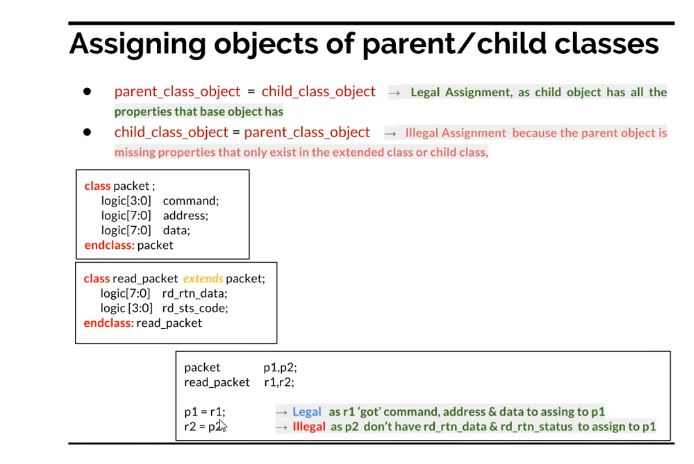 Assigning objects of parent/child classes
● parent_class_object = child_class_object → Legal Assignment, as child object has all the
properties that base object has
● child_class_object = parent_class_object → Illegal Assignment because the parent object is
missing properties that only exist in the extended class or child class,
class packet ;
logic[3:0] command;
logic[7:0] address;
logic[7:0] data;
endclass: packet
class read_packet extends packet;
logic[7:0] rd_rtn_data;
logic [3:0] rd_sts_code;
endclass: read_packet
packet p1,p2;
read_packet r1,r2;
p1 = r1; → Legal as r1 'got' command, address & data to assing to p1
r2 = p2 → Illegal as p2 don't have rd_rtn_data & rd_rtn_status to assign to p1